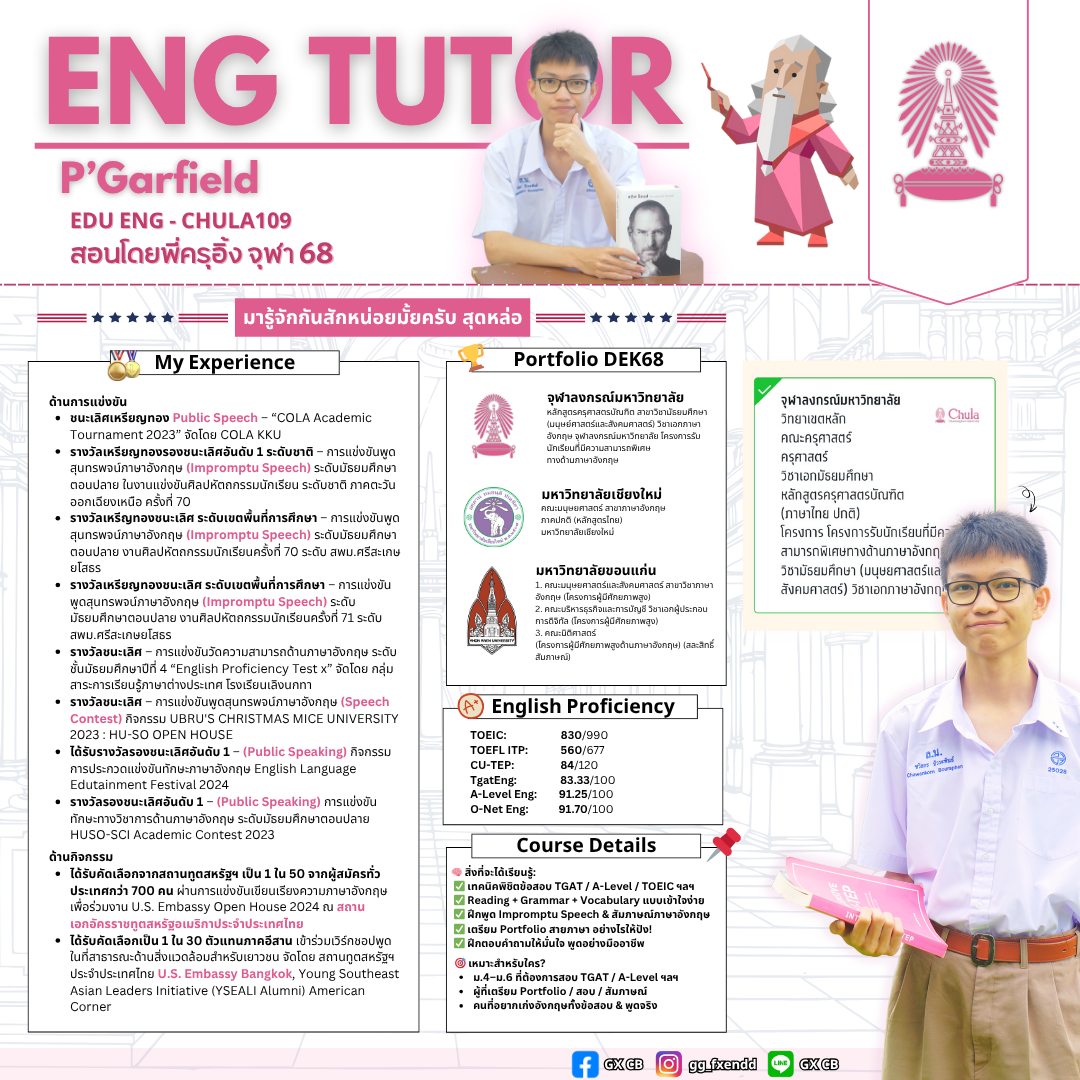 ENG TUTOR
P'Garfield
EDU ENG - CHULA109
สอนโดยพี่ครุอิ้ง จุฬา 68
มารู้จักกันสักหน่อยมั้ยครับ สุดหล่อ
My Experience
ด้านการแข่งขัน
• ชนะเลิศเหรียญทอง Public Speech – “COLA Academic
Tournament 2023” จัดโดย COLA KKU
• รางวัลเหรียญทองรองชนะเลิศอันดับ 1 ระดับชาติ – การแข่งขันพูด
สุนทรพจน์ภาษาอังกฤษ (Impromptu Speech) ระดับมัธยมศึกษา
ตอนปลาย ในงานแข่งขันศิลปหัตถกรรมนักเรียน ระดับชาติ ภาคตะวัน
ออกเฉียงเหนือ ครั้งที่ 70
• รางวัลเหรีญทองชนะเลิศ ระดับเขตพื้นที่การศึกษา – การแข่งขันพูด
สุนทรพจน์ภาษาอังกฤษ (Impromptu Speech) ระดับมัธยมศึกษา
ตอนปลาย งานศิลปหัตถกรรมนักเรียนครั้งที่ 70 ระดับ สพม.ศรีสะเกษ
ยโสธร
• รางวัลเหรียญทองชนะเลิศ ระดับเขตพื้นที่การศึกษา – การแข่งขัน
พูดสุนทรพจน์ภาษาอังกฤษ (Impromptu Speech) ระดับ
มัธยมศึกษาตอนปลาย งานศิลปหัตถกรรมนักเรียนครั้งที่ 71 ระดับ
สพม.ศรีสะเกษยโสธร
• รางวัลชนะเลิศ – การแข่งขันวัดความสามารถด้านภาษาอังกฤษ ระดับ
ชั้นมัธยมศึกษาปีที่ 4 “English Proficiency Test x” จัดโดย กลุ่ม
สาระการเรียนรู้ภาษาต่างประเทศ โรงเรียนเลิงนกทา
• รางวัลชนะเลิศ – การแข่งขันพูดสุนทรพจน์ภาษาอังกฤษ (Speech
Contest) กิจกรรม UBRU'S CHRISTMAS MICE UNIVERSITY
2023 : HU-SO OPEN HOUSE
• ได้รับรางวัลรองชนะเลิศอันดับ 1 – (Public Speaking) กิจกรรม
การประกวดแข่งขันทักษะภาษาอังกฤษ English Language
Edutainment Festival 2024
• รางวัลรองชนะเลิศอันดับ 1 – (Public Speaking) การแข่งขัน
ทักษะทางวิชาการด้านภาษาอังกฤษ ระดับมัธยมศึกษาตอนปลาย
HUSO-SCI Academic Contest 2023
ด้านกิจกรรม
• ได้รับคัดเลือกจากสถานทูตสหรัฐฯ เป็น 1 ใน 50 จากผู้สมัครทั่ว
ประเทศกว่า 700 คน ผ่านการแข่งขันเขียนเรียงความภาษาอังกฤษ
เพื่อร่วมงาน U.S. Embassy Open House 2024 ณ สถาน
เอกอัครราชทูตสหรัฐอเมริกาประจำประเทศไทย
• ได้รับคัดเลือกเป็น 1 ใน 30 ตัวแทนภาคอีสาน เข้าร่วมเวิร์กชอปพูด
ในที่สาธารณะด้านสิ่งแวดล้อมสำหรับเยาวชน จัดโดย สถานทูตสหรัฐฯ
ประจำประเทศไทย U.S. Embassy Bangkok, Young Southeast
Asian Leaders Initiative (YSEALI Alumni) American
Corner
Portfolio DEK68
จุฬาลงกรณ์มหาวิทยาลัย
หลักสูตรครุศาสตรบัณฑิต สาขาวิชามัธยมศึกษา
(มนุษย์ศาสตร์และสังคมศาสตร์) วิชาเอกภาษา
อังกฤษ จุฬาลงกรณ์มหาวิทยาลัย โครงการรับ
นักเรียนที่มีความสามารถพิเศษ
ทางด้านภาษาอังกฤษ
มหาวิทยาลัยเชียงใหม่
คณะมนุษยศาสตร์ สาขาภาษาอังกฤษ
ภาคปกติ (หลักสูตรไทย)
มหาวิทยาลัยเชียงใหม่
มหาวิทยาลัยขอนแก่น
1. คณะมนุษยศาสตร์และสังคมศาสตร์ สาขาวิชาภาษา
อังกฤษ (โครงการผู้มีศักยภาพสูง)
2. คณะบริหารธุรกิจและการบัญชี วิชาเอกผู้ประกอบ
การดิจิทัล (โครงการผู้มีศักยภาพสูง)
3. คณะนิติศาสตร์
(โครงการผู้มีศักยภาพสูงด้านภาษาอังกฤษ) (สละสิทธิ์
สัมภาษณ์)
KHON KAEN UNIVERSITY
A+
English Proficiency
TOEIC: 830/990
TOEFL ITP: 560/677
CU-TEP: 84/120
TgatEng: 83.33/100
A-Level Eng: 91.25/100
O-Net Eng: 91.70/100
Course Details
🧠 สิ่งที่จะได้เรียนรู้:
✅ เทคนิคพิชิตข้อสอบ TGAT / A-Level / TOEIC ฯลฯ
✅ Reading + Grammar + Vocabulary แบบเข้าใจง่าย
✅ ฝึกพูด Impromptu Speech & สัมภาษณ์ภาษาอังกฤษ
✅ เตรียม Portfolio สายภาษา อย่างไรให้ปัง!
✅ ฝึกตอบคำถามให้มั่นใจ พูดอย่างมืออาชีพ
🎯 เหมาะสำหรับใคร?
• ม.4–ม.6 ที่ต้องการสอบ TGAT / A-Level ฯลฯ
• ผู้ที่เตรียม Portfolio / สอบ / สัมภาษณ์
• คนที่อยากเก่งอังกฤษทั้งข้อสอบ & พูดจริง
จุฬาลงกรณ์มหาวิทยาลัย
Chula
วิทยาเขตหลัก
คณะครุศาสตร์
ครุศาสตร์
วิชาเอกมัธยมศึกษา
หลักสูตรครุศาสตรบัณฑิต
(ภาษาไทย ปกติ)
โครงการ โครงการรับนักเรียนที่มีคว
สามารถพิเศษทางด้านภาษาอังกฤ
วิชามัธยมศึกษา (มนุษยศาสตร์และ
สังคมศาสตร์) วิชาเอกภาษาอังกฤ
อ.น.
25028
GX CB
gg_fxendd
LINE
GX CB